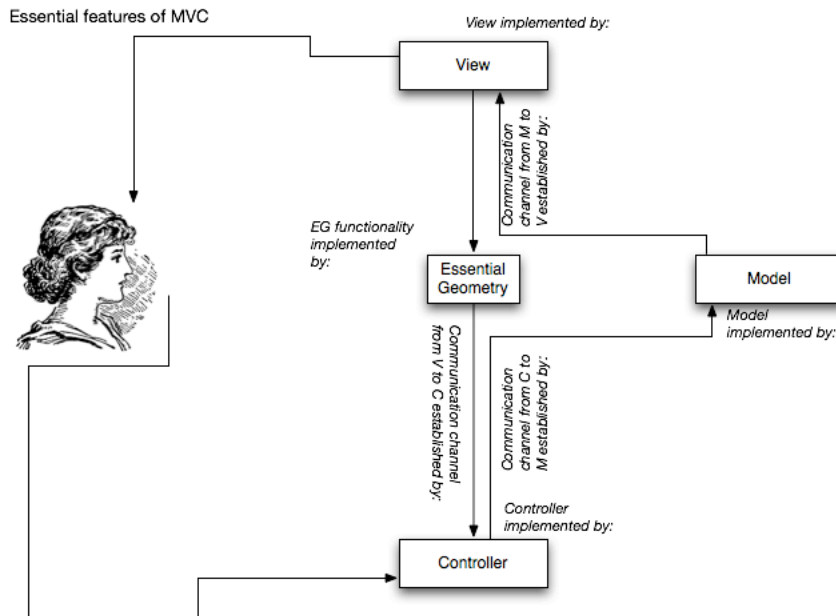 Essential features of MVC
View implemented by:
View
Communication
channel from M to
V established by:
EG functionality
implemented
by:
Essential
Geometry
Model
Model
implemented by:
Communication channel
from V to C established by:
Communication
channel from C to
M established by:
Controller
implemented by:
Controller